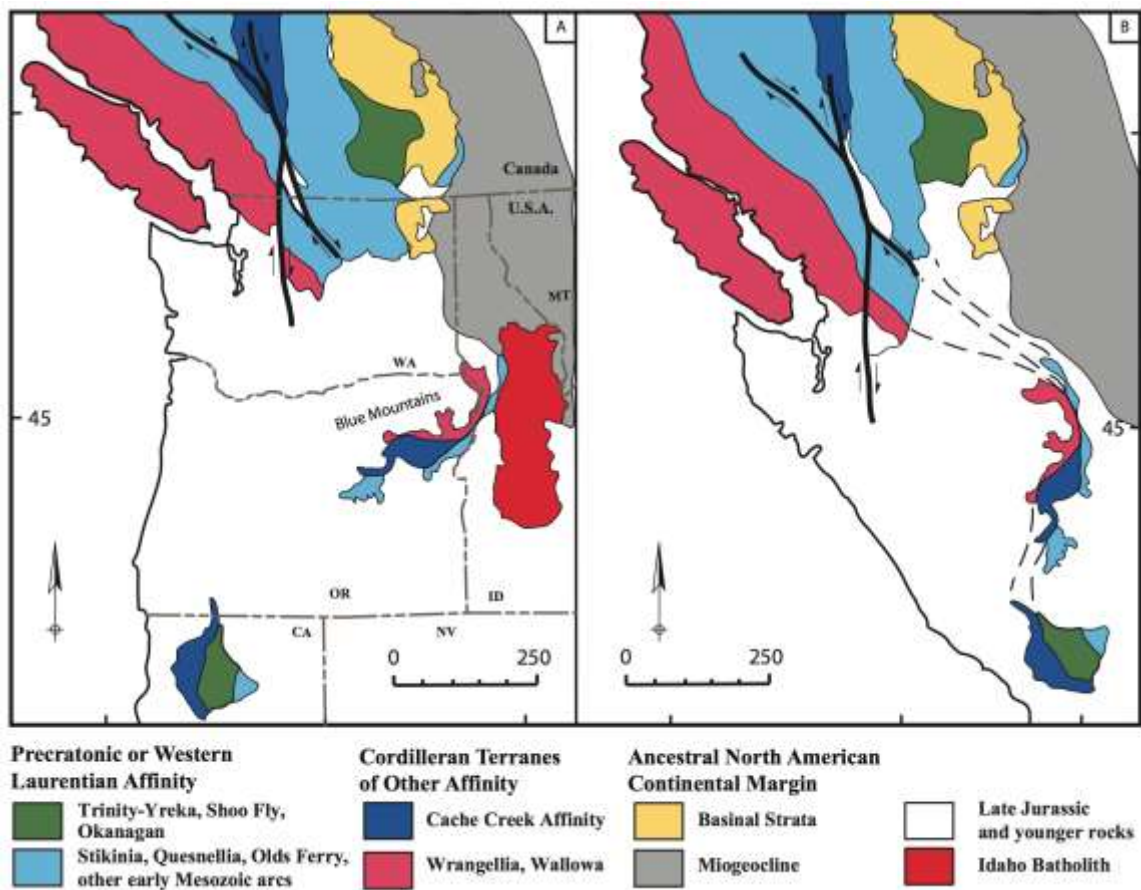 A
B
Canada
U.S.A.
MT
WA
Blue Mountains
45
45
OR
ID
CA
NV
0 250
0 250
Precratonic or Western
Laurentian Affinity
Trinity-Yreka, Shoo Fly,
Okanagan
Stikinia, Quesnellia, Olds Ferry,
other early Mesozoic arcs
Cordilleran Terranes
of Other Affinity
Cache Creek Affinity
Wrangellia, Wallowa
Ancestral North American
Continental Margin
Basinal Strata
Miogeocline
Late Jurassic
and younger rocks
Idaho Batholith